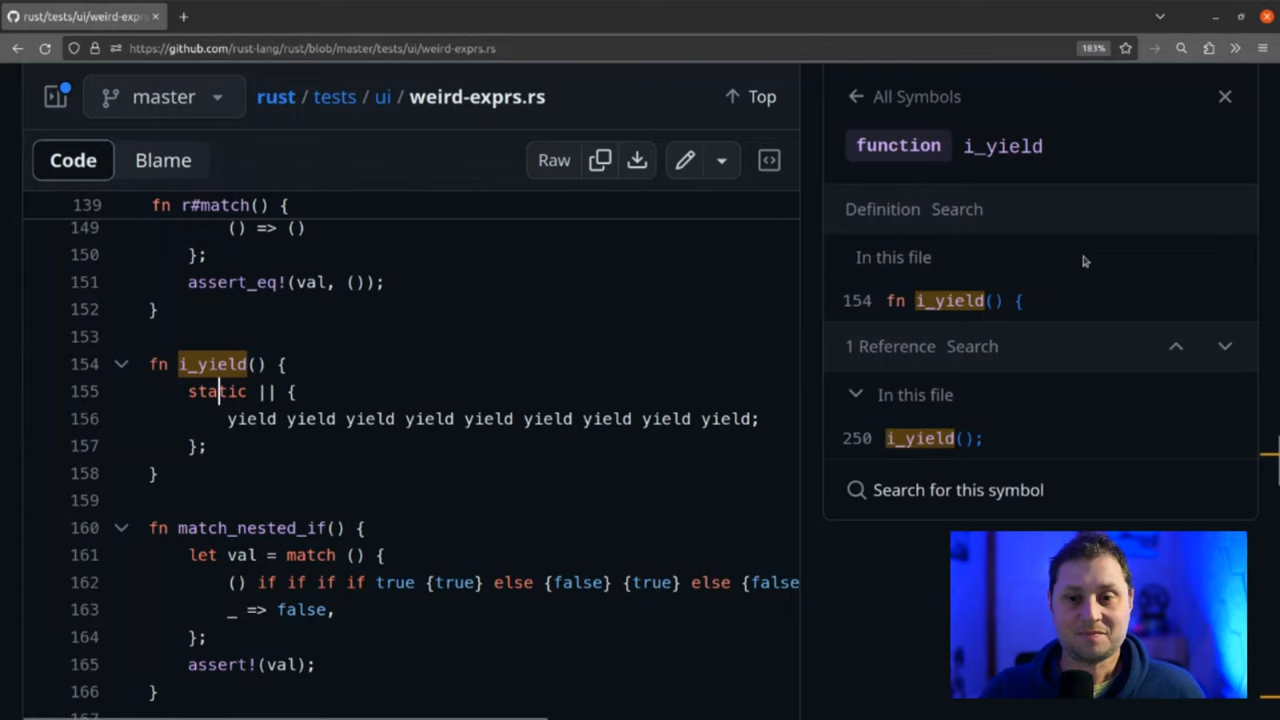 rust/tests/ui/weird-exprs
https://github.com/rust-lang/rust/blob/master/tests/ui/weird-exprs.rs
183%
master
rust / tests / ui / weird-exprs.rs
Top
Code
Blame
Raw
139 fn r#match() {
149 () => ()
150 };
151 assert_eq!(val, ());
152 }
153
154 fn i_yield() {
155 static || {
156 yield yield yield yield yield yield yield yield yield;
157 };
158 }
159
160 fn match_nested_if() {
161 let val = match () {
162 () if if if if true {true} else {false} {true} else {false
163 _ => false,
164 };
165 assert!(val);
166 }
167
All Symbols
function i_yield
Definition Search
In this file
154 fn i_yield() {
1 Reference Search
In this file
250 i_yield();
Search for this symbol